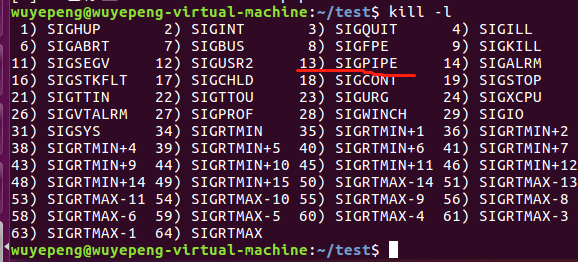 wuyepeng@wuyepeng-virtual-machine:~/test$ kill -l
1) SIGHUP 2) SIGINT 3) SIGQUIT 4) SIGILL
6) SIGABRT 7) SIGBUS 8) SIGFPE 9) SIGKILL
11) SIGSEGV 12) SIGUSR2 13) SIGPIPE 14) SIGALRM
16) SIGSTKFLT 17) SIGCHLD 18) SIGCONT 19) SIGSTOP
21) SIGTTIN 22) SIGTTOU 23) SIGURG 24) SIGXCPU
26) SIGVTALRM 27) SIGPROF 28) SIGWINCH 29) SIGIO
31) SIGSYS 34) SIGRTMIN 35) SIGRTMIN+1 36) SIGRTMIN+2
38) SIGRTMIN+4 39) SIGRTMIN+5 40) SIGRTMIN+6 41) SIGRTMIN+7
43) SIGRTMIN+9 44) SIGRTMIN+10 45) SIGRTMIN+11 46) SIGRTMIN+12
48) SIGRTMIN+14 49) SIGRTMIN+15 50) SIGRTMAX-14 51) SIGRTMAX-13
53) SIGRTMAX-11 54) SIGRTMAX-10 55) SIGRTMAX-9 56) SIGRTMAX-8
58) SIGRTMAX-6 59) SIGRTMAX-5 60) SIGRTMAX-4 61) SIGRTMAX-3
63) SIGRTMAX-1 64) SIGRTMAX
wuyepeng@wuyepeng-virtual-machine:~/test$